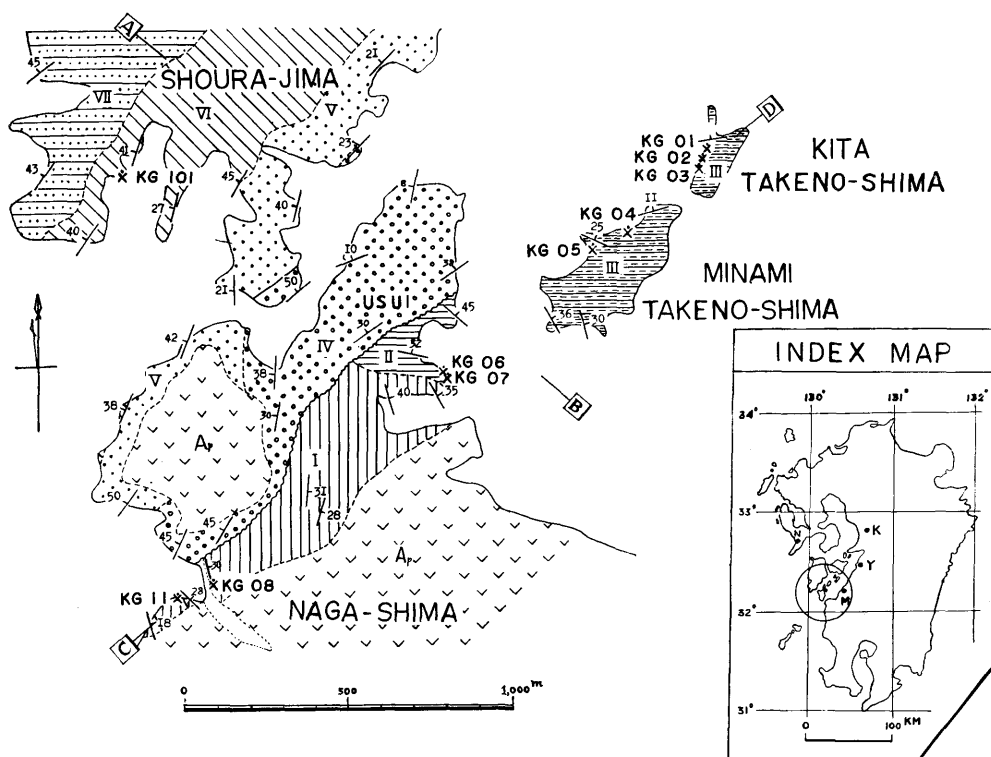 A
45
21
SHOURA-JIMA
VII
VI
V
D
KG 01
KG 02
KG 03
III
KITA
TAKENO-SHIMA
41
23
43
KG 101
45
27
40
40
8
11
KG 04
25
KG 05
III
10
50
21
MINAMI
TAKENO-SHIMA
USUI
45
36
30
42
30
IV
32
II
KG 06
KG 07
V
38
40
35
B
38
30
Ap
I
31
28
50
45
45
Ap
30
KG 08
KG 11
28
V
18
NAGA-SHIMA
C
0
500
1,000 m
INDEX MAP
130
131
132°
34°
33°
N
K
Y
M
32°
31°
0
100 KM